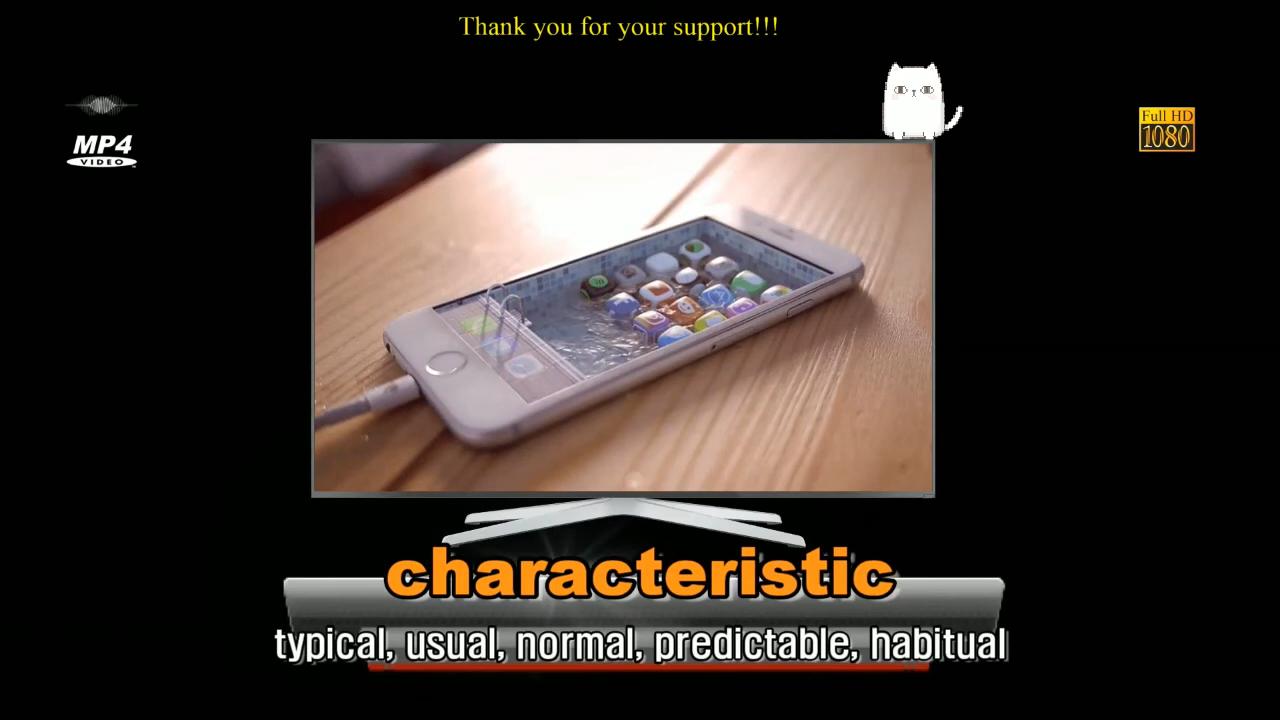 Thank you for your support!!!
MP4
VIDEO
Full HD
1080
characteristic
typical, usual, normal, predictable, habitual